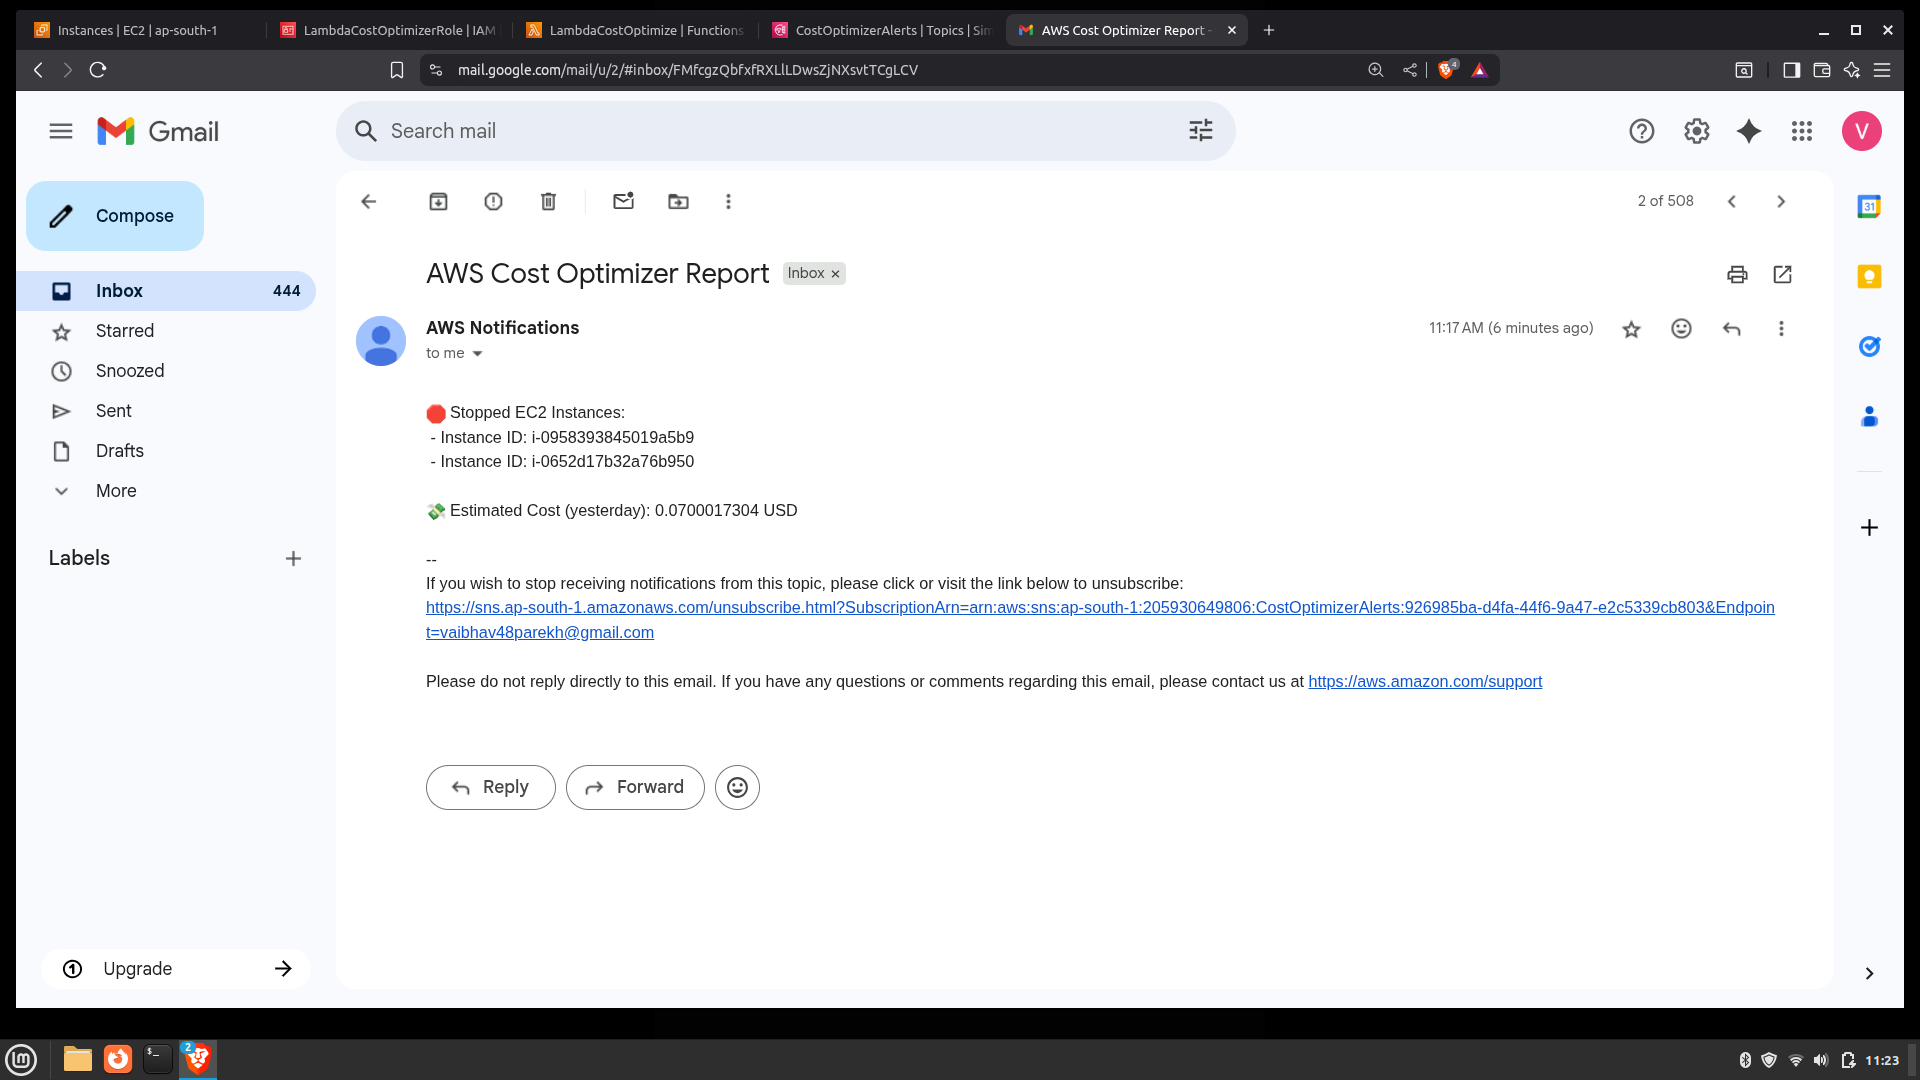 Instances | EC2 | ap-south-1
LambdaCostOptimizerRole | IAM
LambdaCostOptimize | Functions
CostOptimizerAlerts | Topics | Sim
AWS Cost Optimizer Report -
mail.google.com/mail/u/2/#inbox/FMfcgzQbfxfRXLlLDwsZjNXsvtTCgLCV
4
Gmail
Search mail
V
Compose
2 of 508
31
AWS Cost Optimizer Report
Inbox ×
Inbox 444
Starred
Snoozed
Sent
Drafts
More
Labels
AWS Notifications
11:17 AM (6 minutes ago)
to me
Stopped EC2 Instances:
- Instance ID: i-0958393845019a5b9
- Instance ID: i-0652d17b32a76b950
Estimated Cost (yesterday): 0.0700017304 USD
--
If you wish to stop receiving notifications from this topic, please click or visit the link below to unsubscribe:
https://sns.ap-south-1.amazonaws.com/unsubscribe.html?SubscriptionArn=arn:aws:sns:ap-south-1:205930649806:CostOptimizerAlerts:926985ba-d4fa-44f6-9a47-e2c5339cb803&Endpoin
t=vaibhav48parekh@gmail.com
Please do not reply directly to this email. If you have any questions or comments regarding this email, please contact us at https://aws.amazon.com/support
Reply
Forward
Upgrade
2
11:23